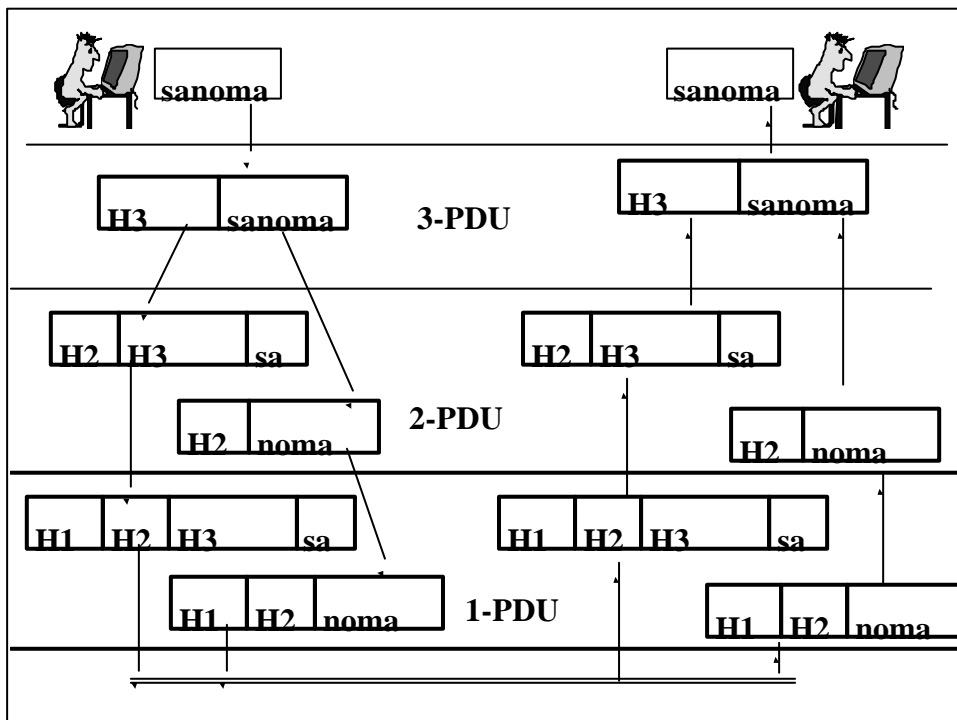 sanoma sanoma
H3 sanoma 3-PDU H3 sanoma
H2 H3 sa H2 H3 sa
H2 noma 2-PDU H2 noma
H1 H2 H3 sa H1 H2 H3 sa
H1 H2 noma 1-PDU H1 H2 noma